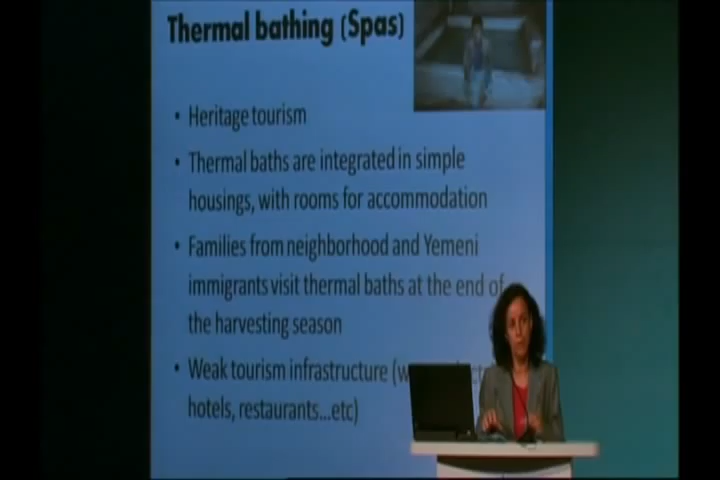 Thermal bathing (Spas)
• Heritage tourism
• Thermal baths are integrated in simple
housings, with rooms for accommodation
• Families from neighborhood and Yemeni
immigrants visit thermal baths at the end of
the harvesting season
• Weak tourism infrastructure (
hotels, restaurants...etc)